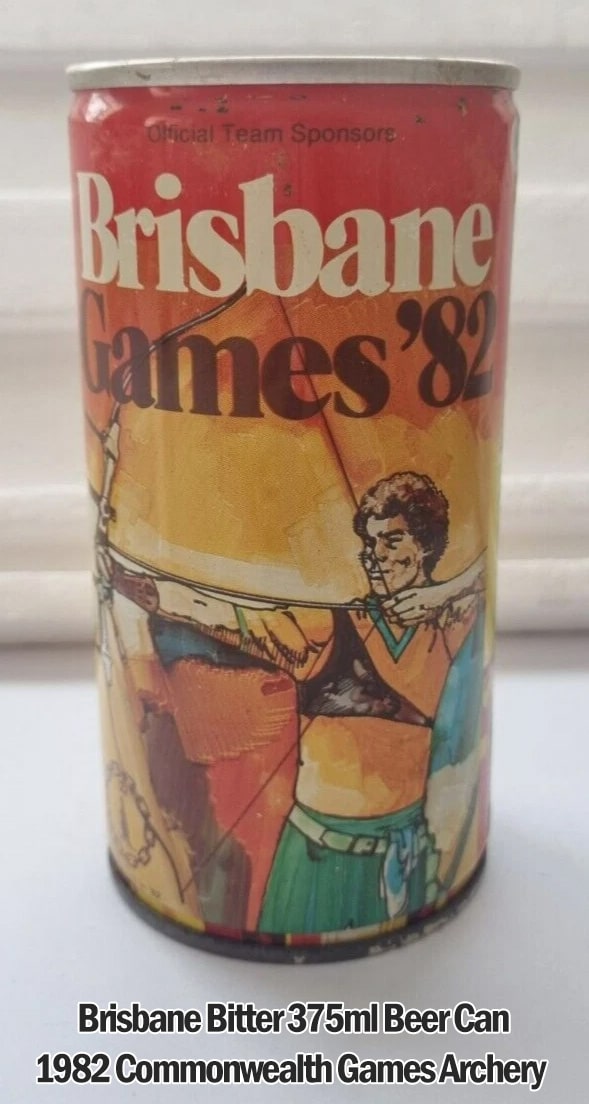 Official Team Sponsors
Brisbane
Games '82
Brisbane Bitter 375ml Beer Can
1982 Commonwealth Games Archery